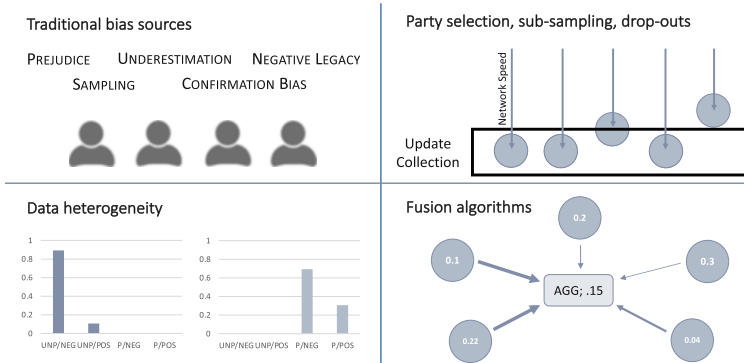 Traditional bias sources
PREJUDICE UNDERESTIMATION NEGATIVE LEGACY
SAMPLING CONFIRMATION BIAS
Party selection, sub-sampling, drop-outs
Network Speed
Update
Collection
Data heterogeneity
1
0.8
0.6
0.4
0.2
0
UNP/NEG UNP/POS P/NEG P/POS
1
0.8
0.6
0.4
0.2
0
UNP/NEG UNP/POS P/NEG P/POS
Fusion algorithms
0.2
0.1
0.3
AGG; .15
0.22
0.04